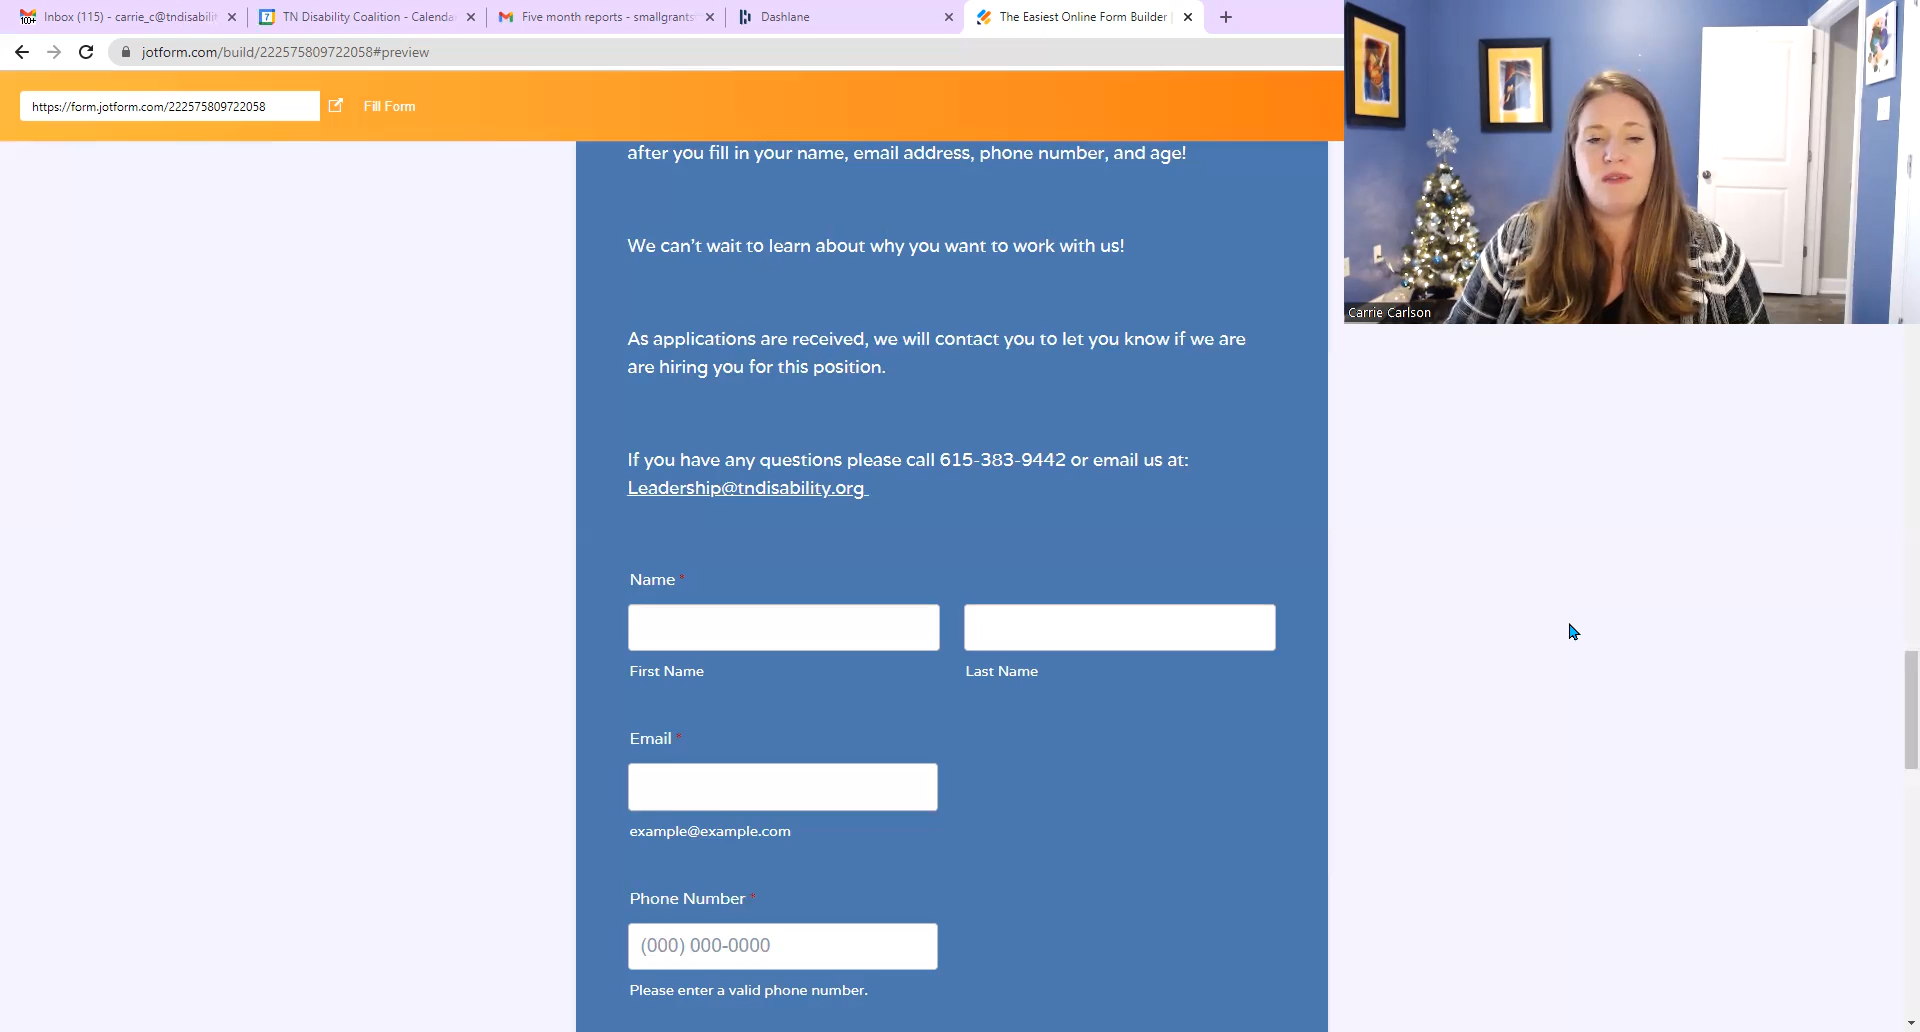 Inbox (115) - carrie_c@tndisabilit
TN Disability Coalition - Calenda
Five month reports - smallgrants
Dashlane
The Easiest Online Form Builder |
jotform.com/build/222575809722058#preview
https://form.jotform.com/222575809722058
Fill Form
after you fill in your name, email address, phone number, and age!
We can't wait to learn about why you want to work with us!
As applications are received, we will contact you to let you know if we are
are hiring you for this position.
If you have any questions please call 615-383-9442 or email us at:
Leadership@tndisability.org
Name *
First Name
Last Name
Email *
example@example.com
Phone Number *
(000) 000-0000
Please enter a valid phone number.
Carrie Carlson
100+
7